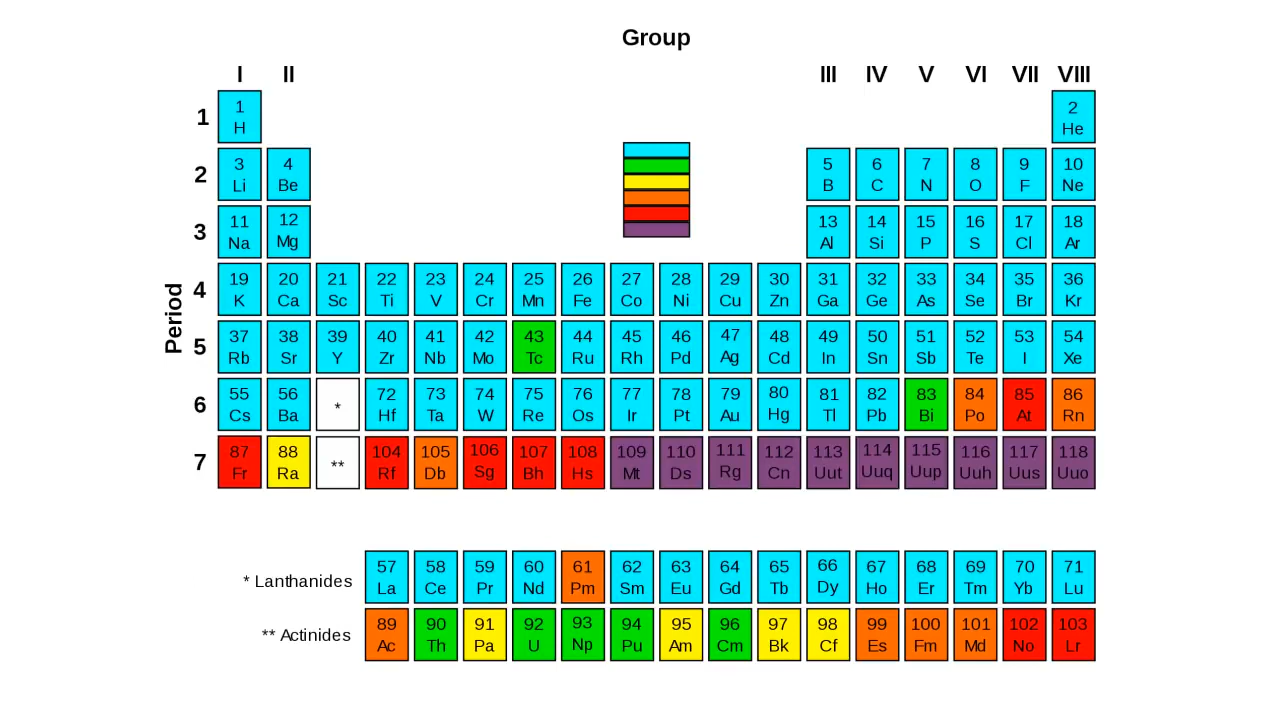 Group
I II III IV V VI VII VIII
Period
1 1 H 2 He
2 3 Li 4 Be 5 B 6 C 7 N 8 O 9 F 10 Ne
3 11 Na 12 Mg 13 Al 14 Si 15 P 16 S 17 Cl 18 Ar
4 19 K 20 Ca 21 Sc 22 Ti 23 V 24 Cr 25 Mn 26 Fe 27 Co 28 Ni 29 Cu 30 Zn 31 Ga 32 Ge 33 As 34 Se 35 Br 36 Kr
5 37 Rb 38 Sr 39 Y 40 Zr 41 Nb 42 Mo 43 Tc 44 Ru 45 Rh 46 Pd 47 Ag 48 Cd 49 In 50 Sn 51 Sb 52 Te 53 I 54 Xe
6 55 Cs 56 Ba * 72 Hf 73 Ta 74 W 75 Re 76 Os 77 Ir 78 Pt 79 Au 80 Hg 81 Tl 82 Pb 83 Bi 84 Po 85 At 86 Rn
7 87 Fr 88 Ra ** 104 Rf 105 Db 106 Sg 107 Bh 108 Hs 109 Mt 110 Ds 111 Rg 112 Cn 113 Uut 114 Uuq 115 Uup 116 Uuh 117 Uus 118 Uuo
* Lanthanides 57 La 58 Ce 59 Pr 60 Nd 61 Pm 62 Sm 63 Eu 64 Gd 65 Tb 66 Dy 67 Ho 68 Er 69 Tm 70 Yb 71 Lu
** Actinides 89 Ac 90 Th 91 Pa 92 U 93 Np 94 Pu 95 Am 96 Cm 97 Bk 98 Cf 99 Es 100 Fm 101 Md 102 No 103 Lr